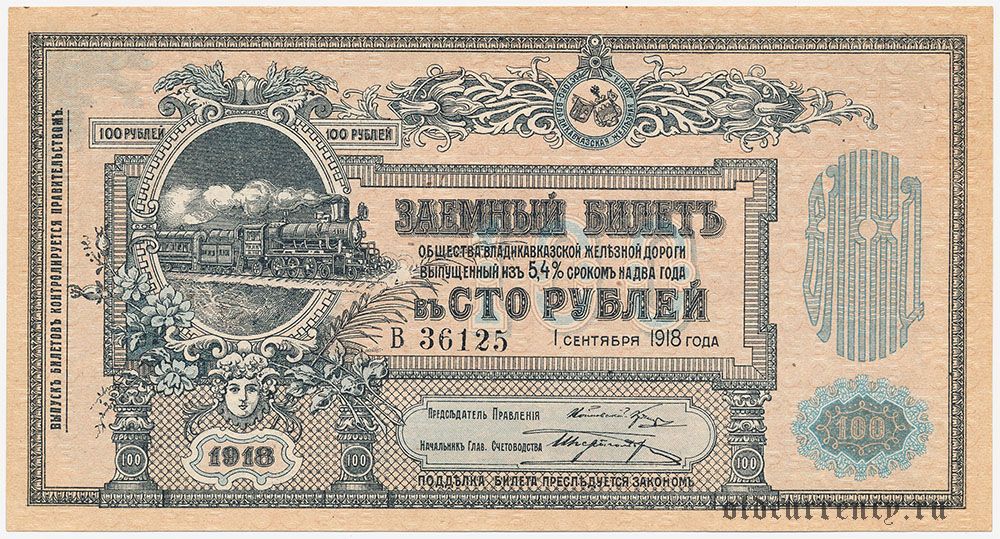 ВЫПУСКЪ БИЛЕТОВЪ КОНТРОЛИРУЕТСЯ ПРАВИТЕЛЬСТВОМЪ.
100 РУБЛЕЙ
100 РУБЛЕЙ
ЗАЕМНЫЙ БИЛЕТЪ
ОБЩЕСТВА ВЛАДИКАВКАЗСКОЙ ЖЕЛѢЗНОЙ ДОРОГИ
ВЫПУЩЕННЫЙ ИЗЪ 5,4% СРОКОМЪ НА ДВА ГОДА
ВЪ СТО РУБЛЕЙ
В 36125
1 СЕНТЯБРЯ 1918 ГОДА
ПРЕДСѢДАТЕЛЬ ПРАВЛЕНІЯ
НАЧАЛЬНИКЪ ГЛАВ. СЧЕТОВОДСТВА
ПОДДѢЛКА БИЛЕТА ПРЕСЛѢДУЕТСЯ ЗАКОНОМЪ
1918
100
100
100
100
oldcurrency.ru